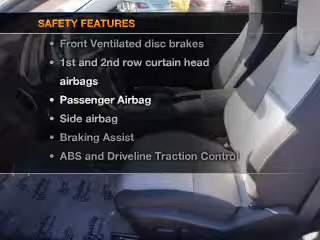 SAFETY FEATURES
• Front Ventilated disc brakes
• 1st and 2nd row curtain head
airbags
• Passenger Airbag
• Side airbag
• Braking Assist
• ABS and Driveline Traction Control